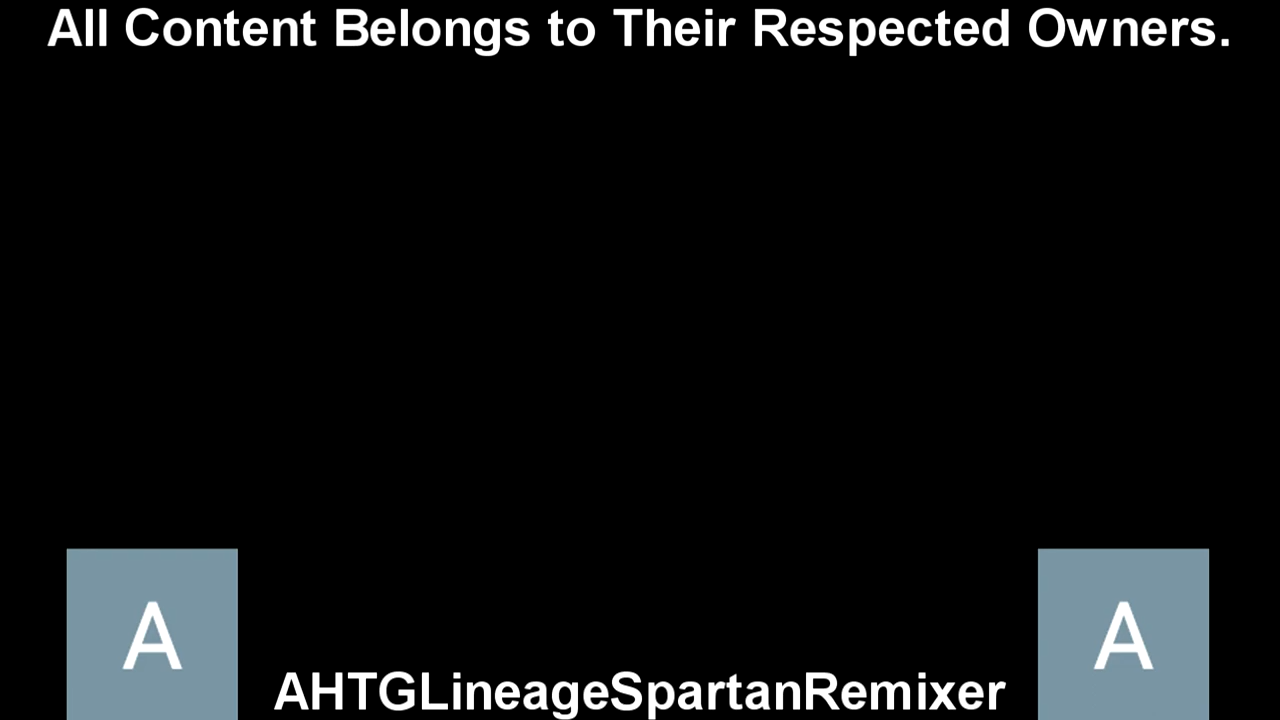 All Content Belongs to Their Respected Owners.
A
A
AHTGLineageSpartanRemixer